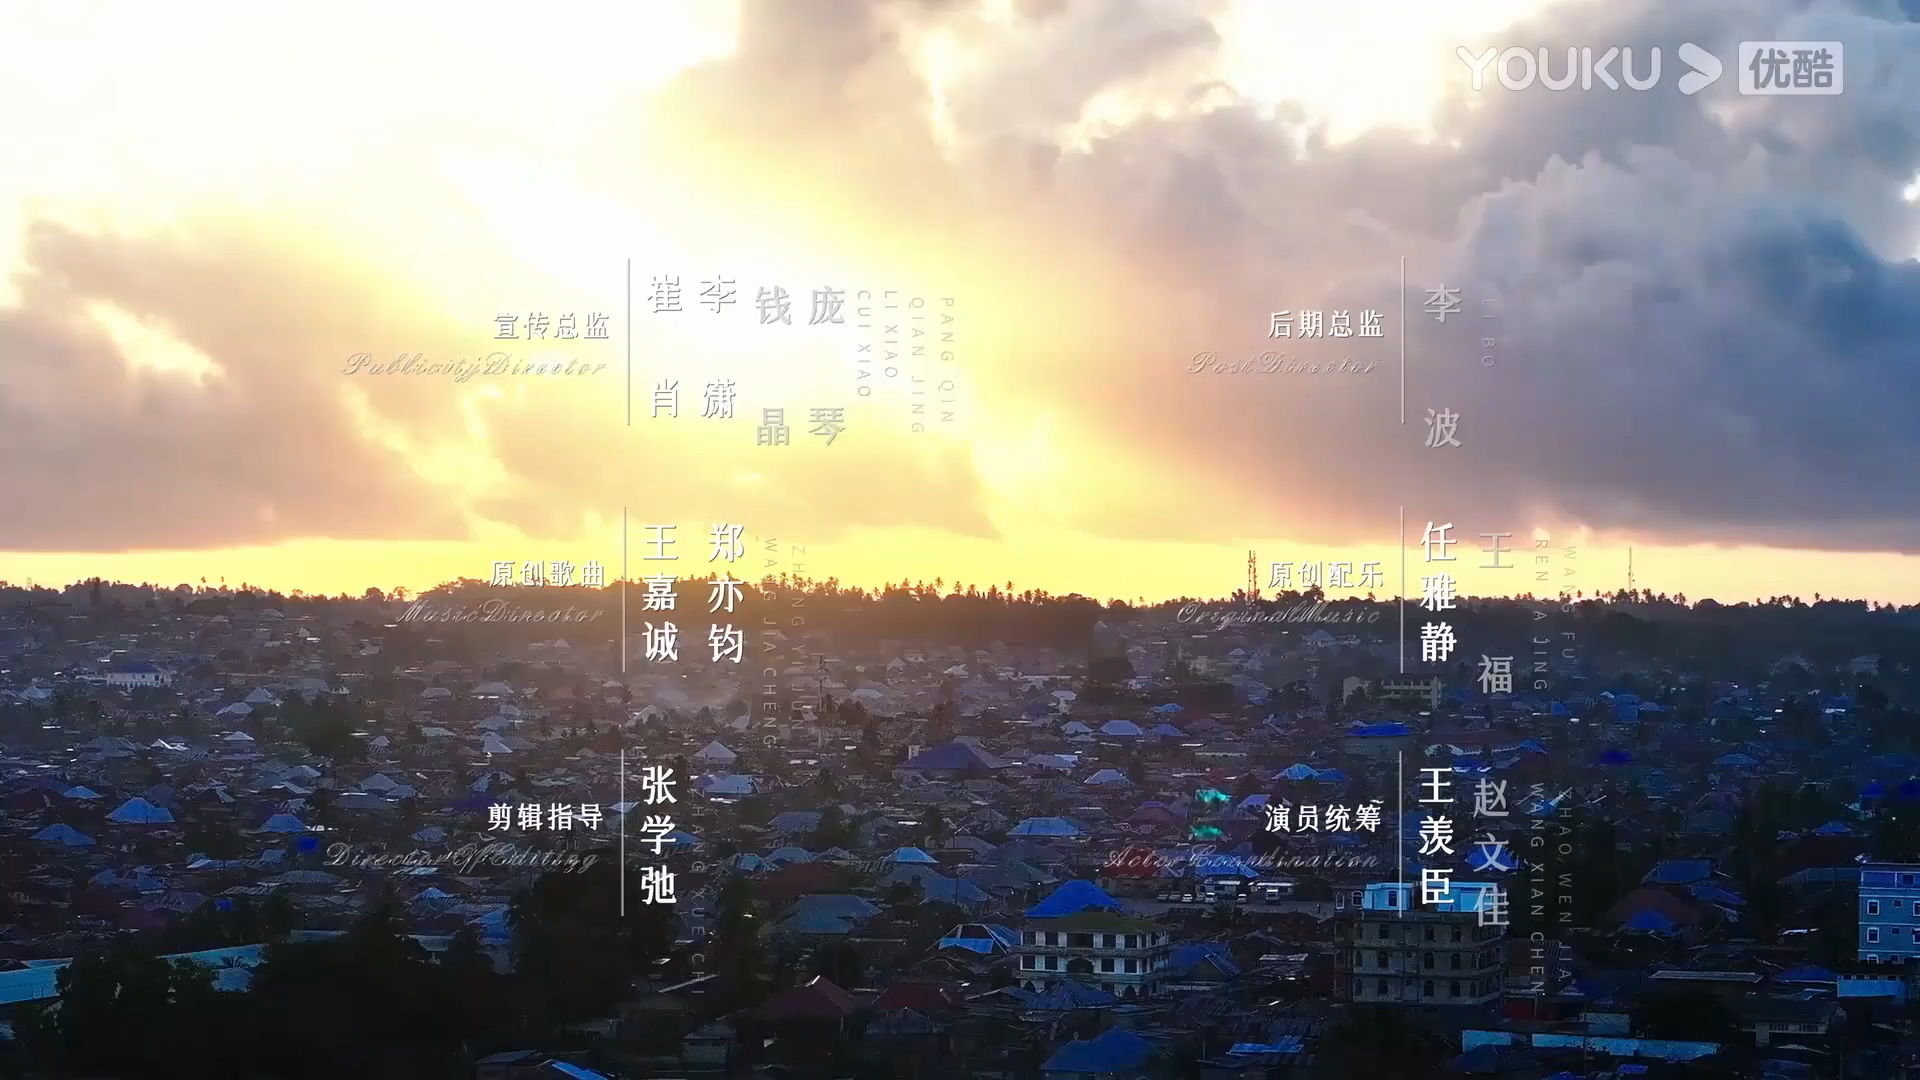 YOUKU 优酷
宣传总监
Publicity Director
崔肖
李潇
钱晶
庞琴
CUI XIAO
LI XIAO
QIAN JING
PANG QIN
后期总监
Post Director
李波
LI BO
原创歌曲
Music Director
王嘉诚
郑亦钧
WANG JIA CHENG
原创配乐
Original Music
任雅静
王福
REN YA JING
WANG FU
剪辑指导
Director Of Editing
张学弛
ZHANG XUE CHI
演员统筹
Actor Coordination
王羡臣
赵文佳
WANG XIAN CHEN
ZHAO WEN JIA